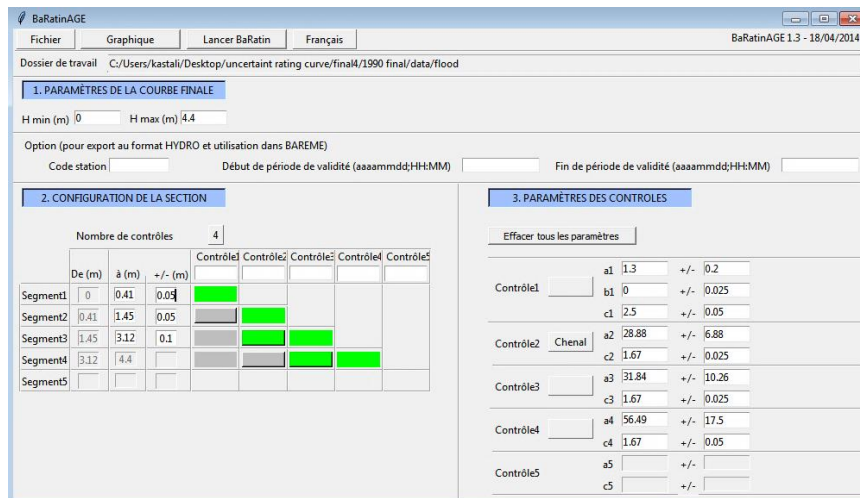 BaRatinAGE
Fichier Graphique Lancer BaRatin Français BaRatinAGE 1.3 - 18/04/2014
Dossier de travail C:/Users/kastali/Desktop/uncertaint rating curve/final4/1990 final/data/flood
1. PARAMÈTRES DE LA COURBE FINALE
H min (m) 0 H max (m) 4.4
Option (pour export au format HYDRO et utilisation dans BAREME)
Code station Début de période de validité (aaaammdd;HH:MM) Fin de période de validité (aaaammdd;HH:MM)
2. CONFIGURATION DE LA SECTION
Nombre de contrôles 4
Contrôle1 Contrôle2 Contrôle3 Contrôle4 Contrôle5
De (m) à (m) +/- (m)
Segment1 0 0.41 0.05
Segment2 0.41 1.45 0.05
Segment3 1.45 3.12 0.1
Segment4 3.12 4.4
Segment5
3. PARAMÈTRES DES CONTROLES
Effacer tous les paramètres
a1 1.3 +/- 0.2
Contrôle1 b1 0 +/- 0.025
c1 2.5 +/- 0.05
a2 28.88 +/- 6.88
Contrôle2 Chenal
c2 1.67 +/- 0.025
a3 31.84 +/- 10.26
Contrôle3
c3 1.67 +/- 0.025
a4 56.49 +/- 17.5
Contrôle4
c4 1.67 +/- 0.05
a5 +/-
Contrôle5
c5 +/-